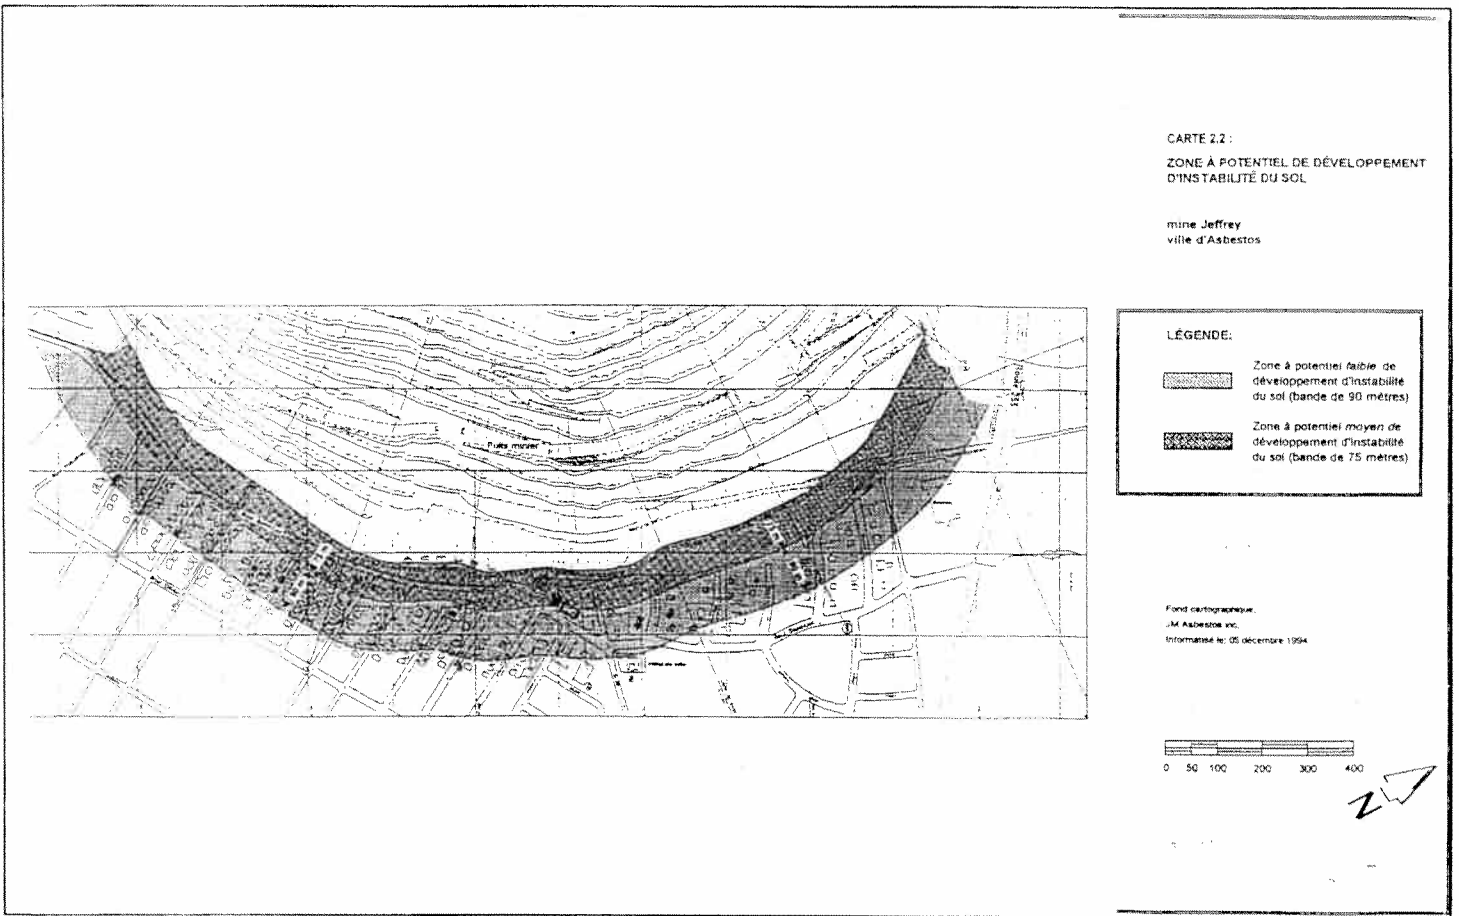 CARTE 2.2 :
ZONE À POTENTIEL DE DÉVELOPPEMENT
D'INSTABILITÉ DU SOL
mine Jeffrey
ville d'Asbestos
LÉGENDE:
Zone à potentiel faible de
développement d'instabilité
du sol (bande de 90 mètres)
Zone à potentiel moyen de
développement d'instabilité
du sol (bande de 75 mètres)
Puits minier
Hôtel de ville
Fond cartographique:
JM Asbestos inc.
Informatisé le: 05 décembre 1994
0 50 100 200 300 400
N